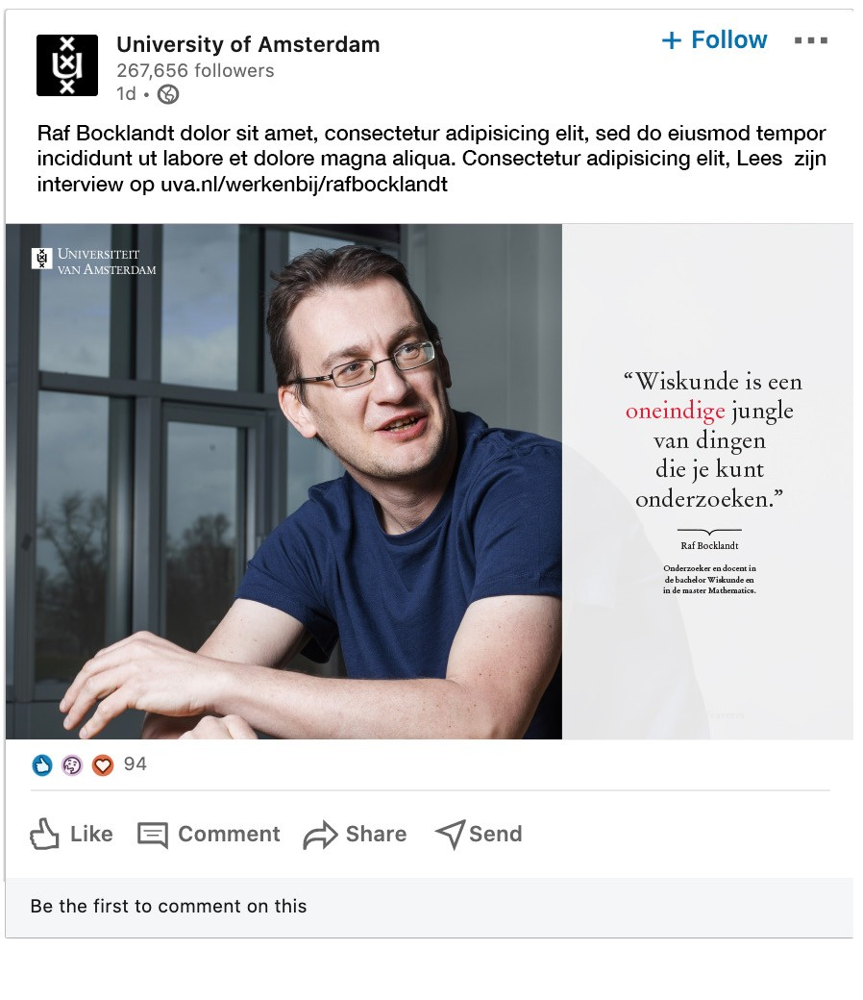 University of Amsterdam
+ Follow
267,656 followers
1d •
Raf Bocklandt dolor sit amet, consectetur adipisicing elit, sed do eiusmod tempor
incididunt ut labore et dolore magna aliqua. Consectetur adipisicing elit, Lees zijn
interview op uva.nl/werkenbij/rafbocklandt
UNIVERSITEIT
VAN AMSTERDAM
“Wiskunde is een
oneindige jungle
van dingen
die je kunt
onderzoeken.”
Raf Bocklandt
Onderzoeker en docent in
de bachelor Wiskunde en
in de master Mathematics.
94
Like Comment Share Send
Be the first to comment on this